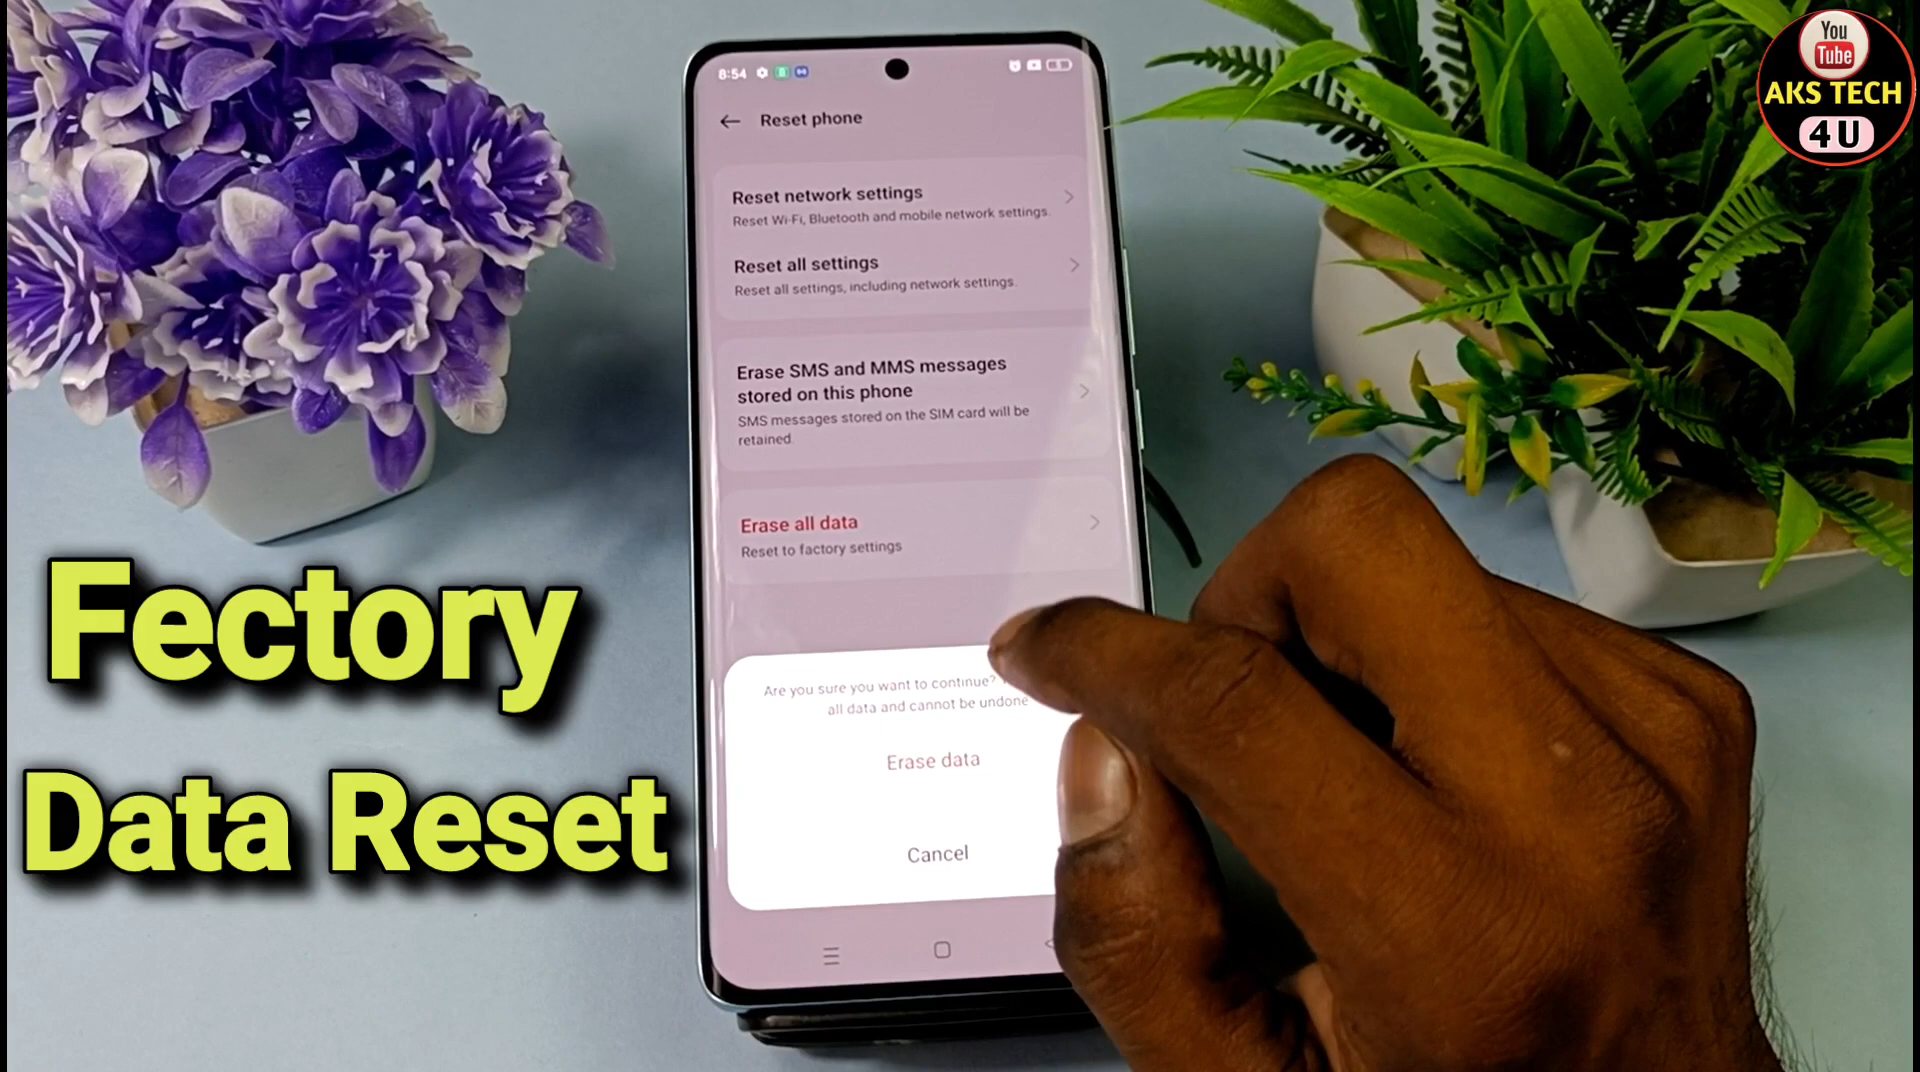 8:54
Reset phone
Reset network settings
Reset Wi-Fi, Bluetooth and mobile network settings.
Reset all settings
Reset all settings, including network settings.
Erase SMS and MMS messages
stored on this phone
SMS messages stored on the SIM card will be
retained.
Erase all data
Reset to factory settings
Are you sure you want to continue?
all data and cannot be undone
Erase data
Cancel
Fectory
Data Reset
You
Tube
AKS TECH
4 U